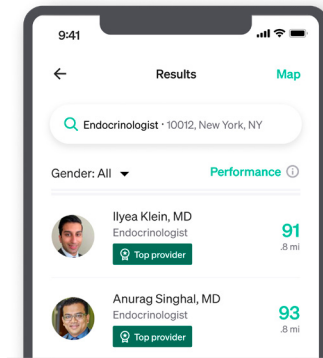 9:41
Results
Map
Endocrinologist · 10012, New York, NY
Gender: All
Performance
Ilyea Klein, MD
Endocrinologist
91
.8 mi
Top provider
Anurag Singhal, MD
Endocrinologist
93
.8 mi
Top provider